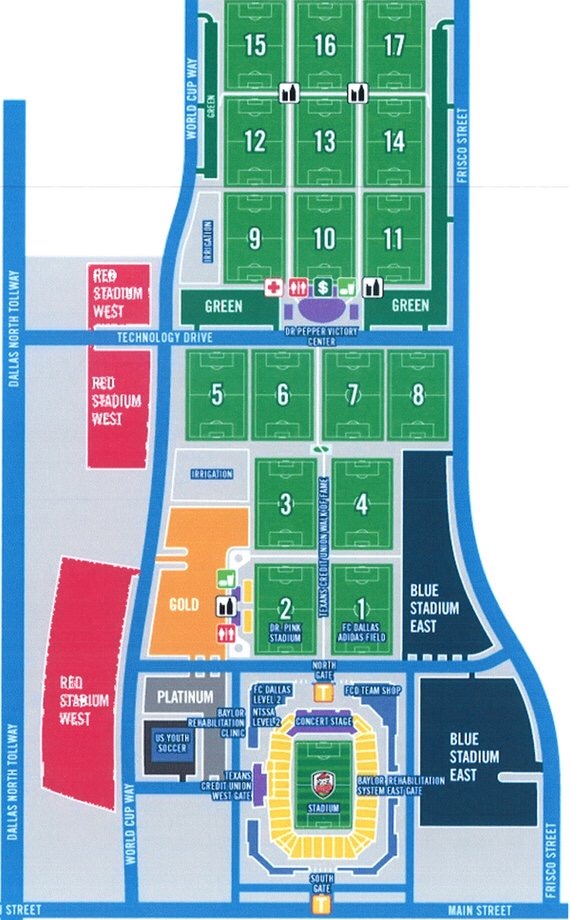 15
16
17
WORLD CUP WAY
GREEN
FRISCO STREET
12
13
14
IRRIGATION
9
10
11
DALLAS NORTH TOLLWAY
RED
STADIUM
WEST
GREEN
$
GREEN
DR PEPPER VICTORY
CENTER
TECHNOLOGY DRIVE
RED
STADIUM
WEST
5
6
7
8
IRRIGATION
3
4
TEXANS CREDIT UNION WALK OF FAME
GOLD
2
DR. PINK
STADIUM
1
FC DALLAS
ADIDAS FIELD
BLUE
STADIUM
EAST
RED
STADIUM
WEST
NORTH
GATE
T
PLATINUM
FC DALLAS
LEVEL 2
NTSSA
LEVEL 2
FCD TEAM SHOP
BAYLOR
REHABILITATION
CLINIC
CONCERT STAGE
US YOUTH
SOCCER
BLUE
STADIUM
EAST
TEXANS
CREDIT UNION
WEST GATE
BAYLOR REHABILITATION
SYSTEM EAST GATE
STADIUM
DALLAS NORTH TOLLWAY
WORLD CUP WAY
FRISCO STREET
SOUTH
GATE
T
STREET
MAIN STREET